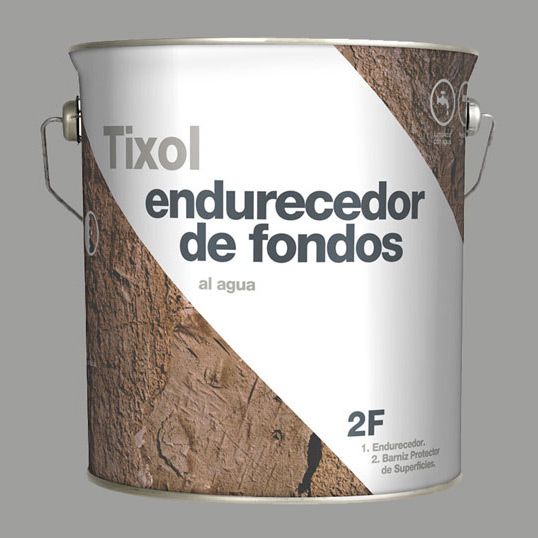 Tixol
endurecedor
de fondos
al agua
2F
1. Endurecedor.
2. Barniz Protector
de Superficies.